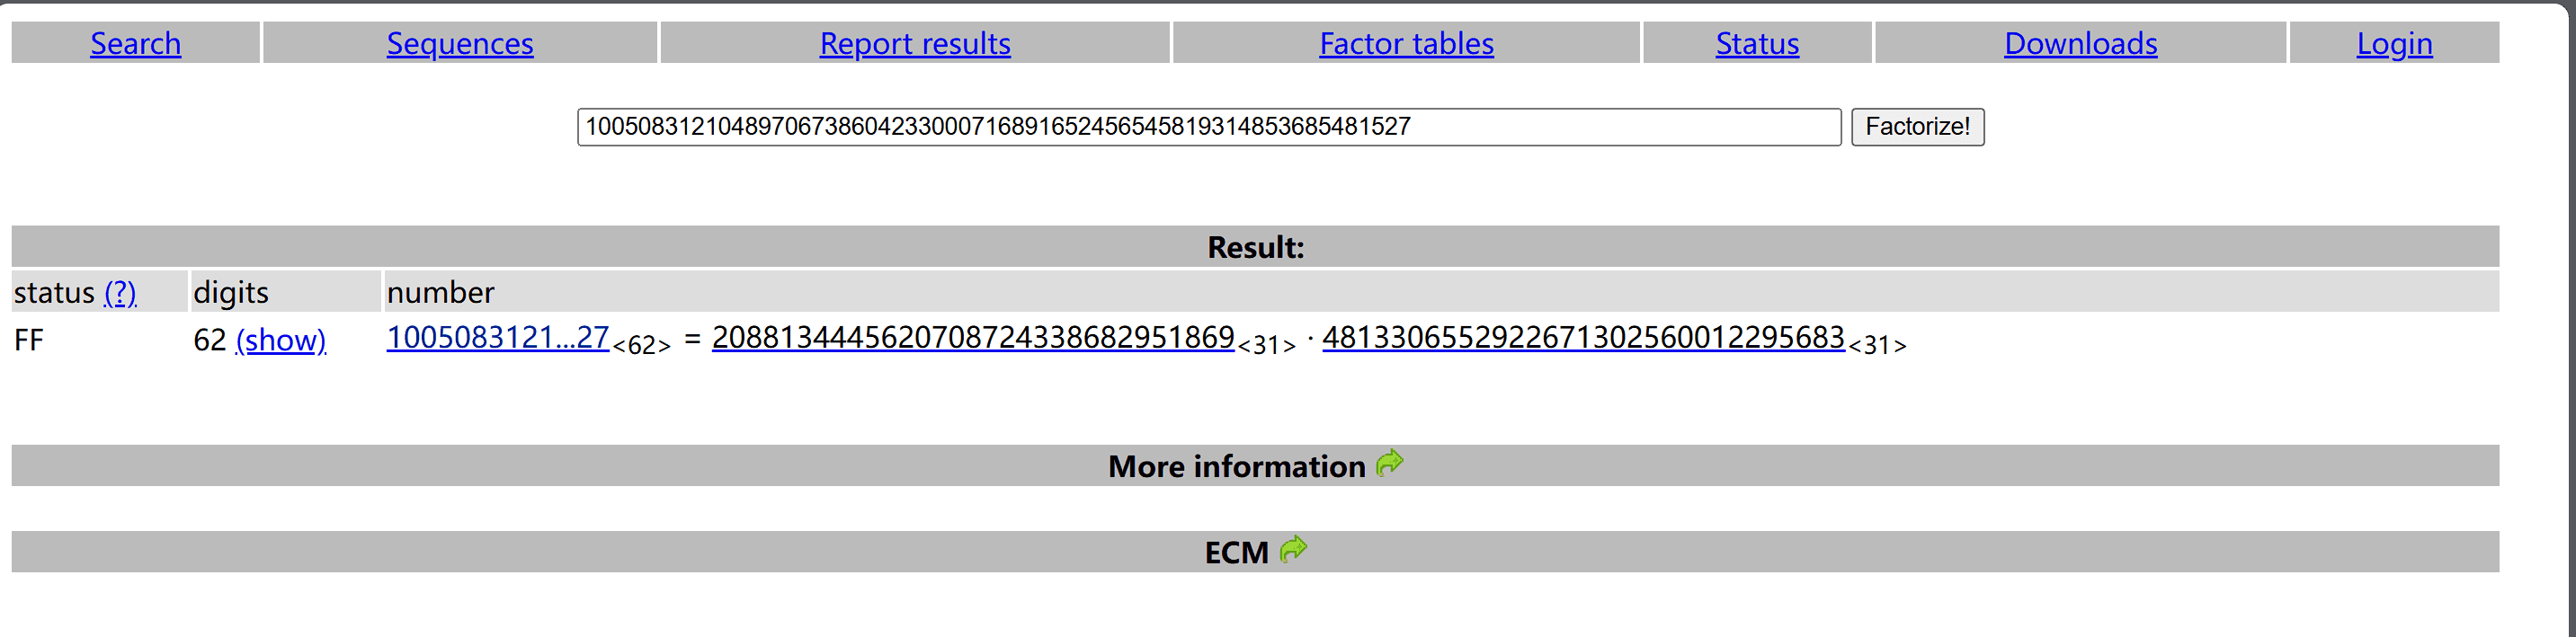 Search Sequences Report results Factor tables Status Downloads Login
10050831210489706738604233000716891652456545819314853685481527 Factorize!
Result:
status (?) digits number
FF 62 (show) 1005083121...27<62> = 2088134445620708724338682951869<31> · 4813306552922671302560012295683<31>
More information
ECM